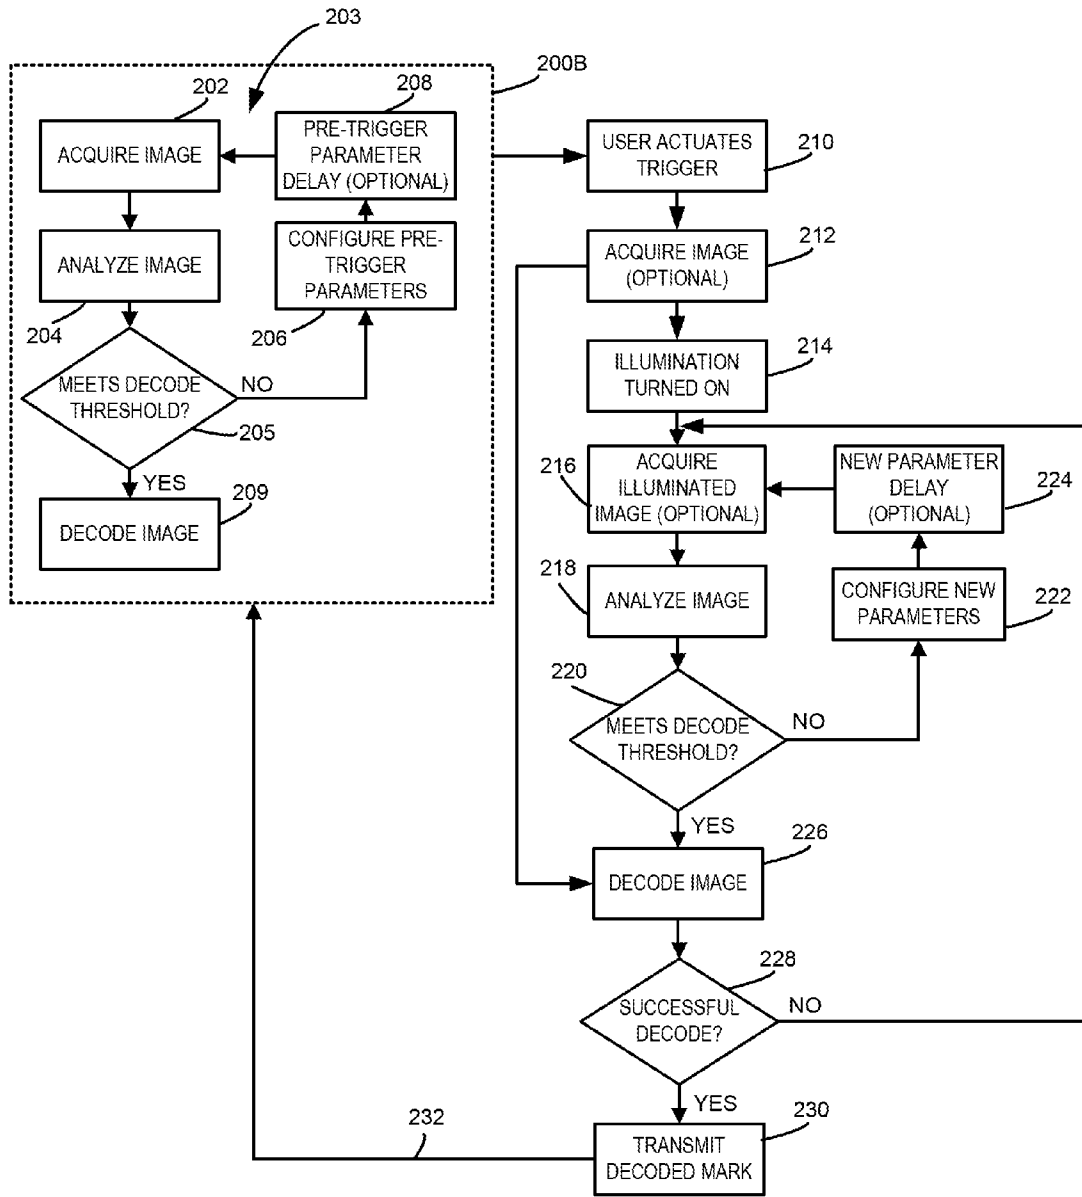 203
200B
202
ACQUIRE IMAGE
208
PRE-TRIGGER
PARAMETER
DELAY (OPTIONAL)
ANALYZE IMAGE
204
CONFIGURE PRE-
TRIGGER
PARAMETERS
206
MEETS DECODE
THRESHOLD?
NO
205
YES
209
DECODE IMAGE
USER ACTUATES
TRIGGER
210
ACQUIRE IMAGE
(OPTIONAL)
212
ILLUMINATION
TURNED ON
214
216
ACQUIRE
ILLUMINATED
IMAGE (OPTIONAL)
NEW PARAMETER
DELAY
(OPTIONAL)
224
218
ANALYZE IMAGE
CONFIGURE NEW
PARAMETERS
222
220
MEETS DECODE
THRESHOLD?
NO
YES
226
DECODE IMAGE
228
SUCCESSFUL
DECODE?
NO
YES
230
TRANSMIT
DECODED MARK
232